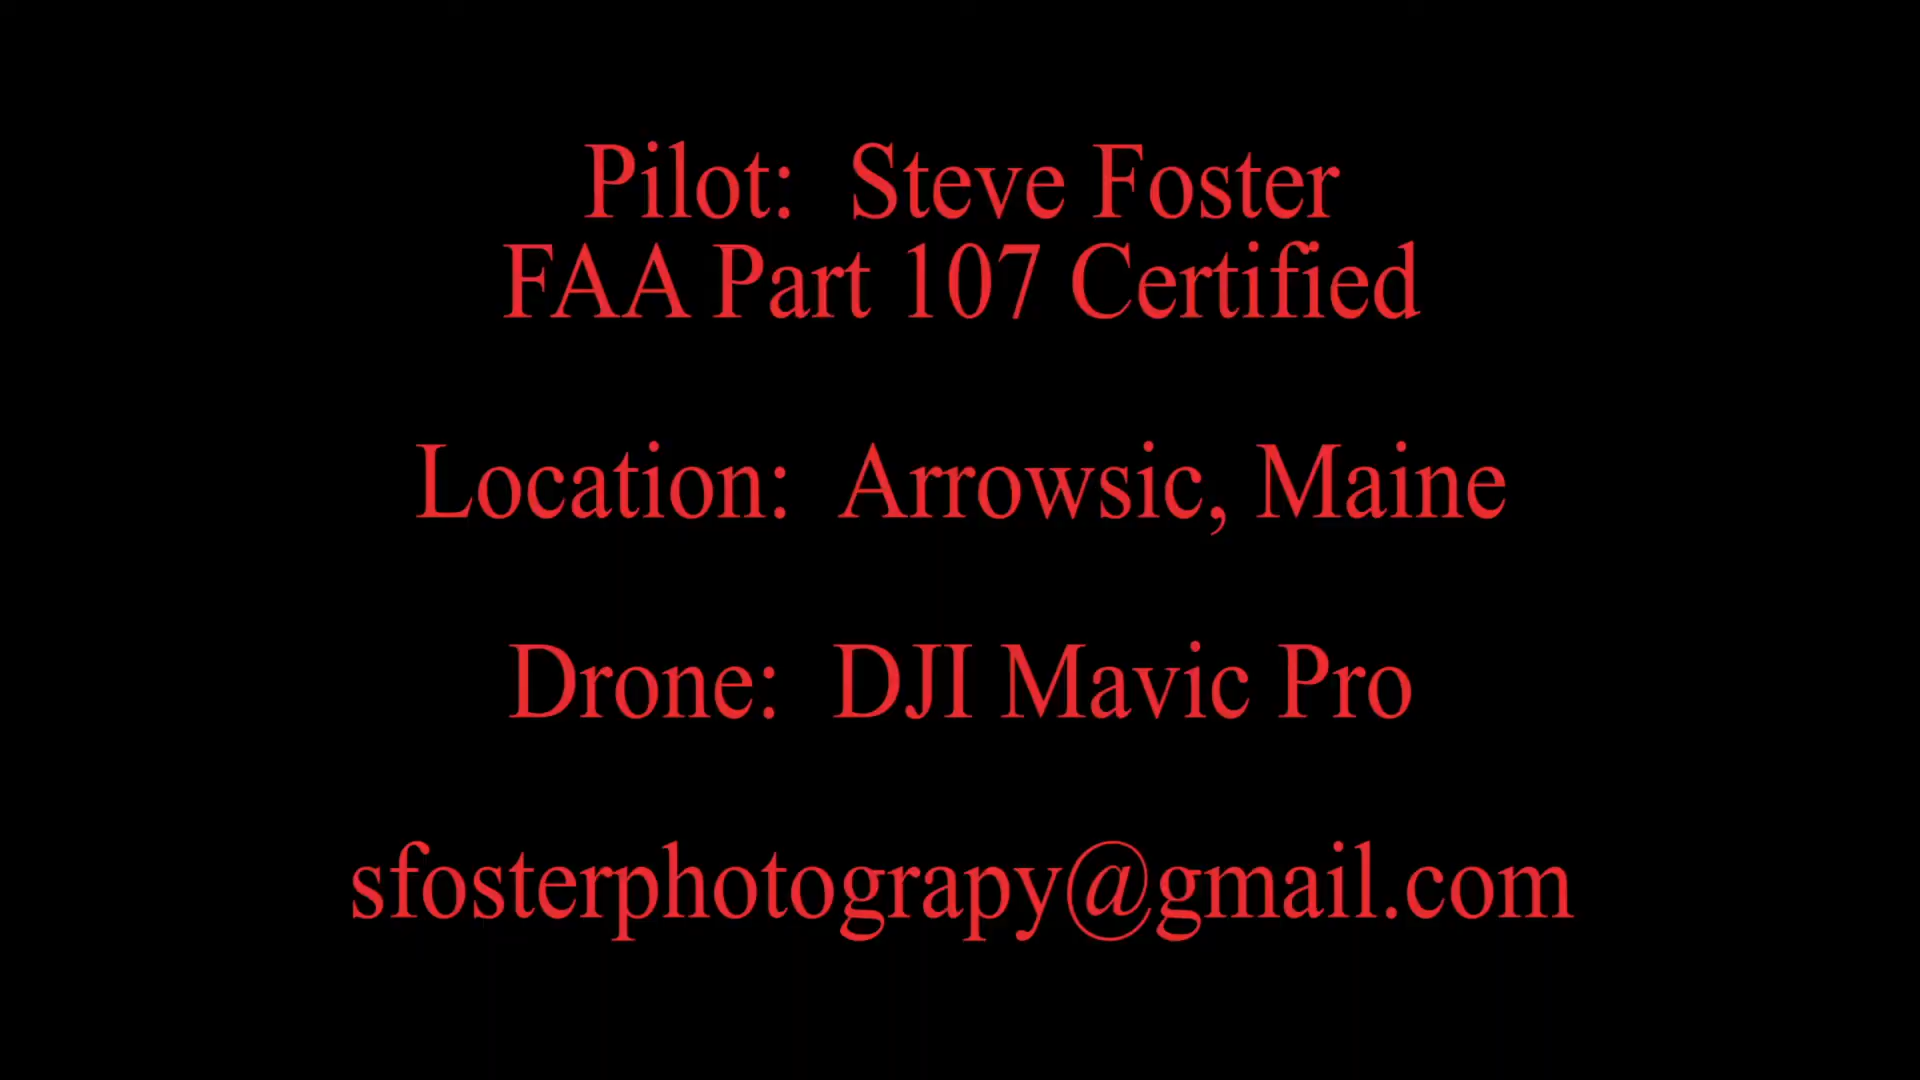 Pilot:  Steve Foster
FAA Part 107 Certified
Location:  Arrowsic, Maine
Drone:  DJI Mavic Pro
sfosterphotograpy@gmail.com